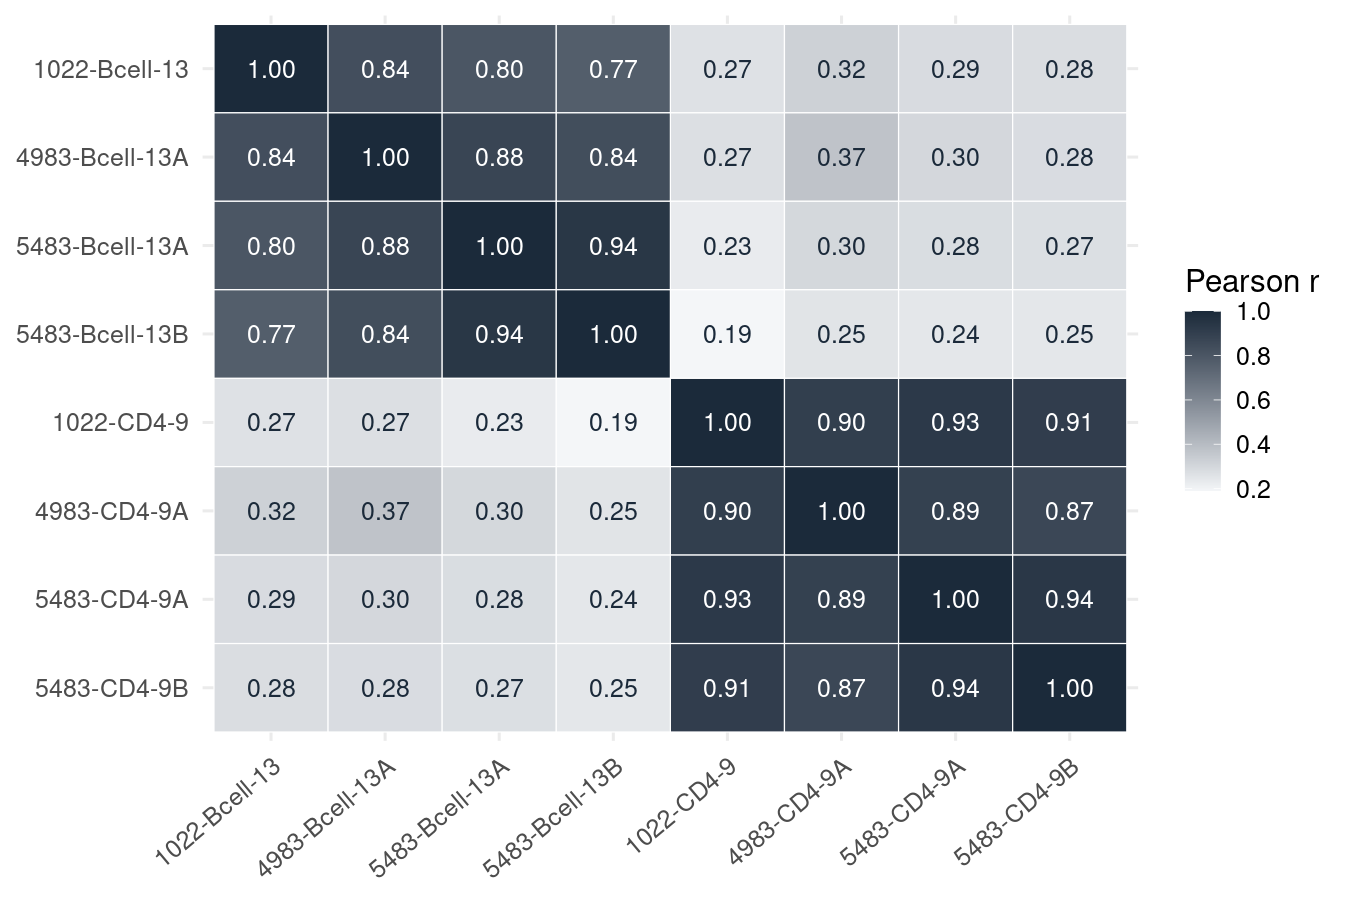 1022-Bcell-13 1.00 0.84 0.80 0.77 0.27 0.32 0.29 0.28
4983-Bcell-13A 0.84 1.00 0.88 0.84 0.27 0.37 0.30 0.28
5483-Bcell-13A 0.80 0.88 1.00 0.94 0.23 0.30 0.28 0.27
5483-Bcell-13B 0.77 0.84 0.94 1.00 0.19 0.25 0.24 0.25
1022-CD4-9 0.27 0.27 0.23 0.19 1.00 0.90 0.93 0.91
4983-CD4-9A 0.32 0.37 0.30 0.25 0.90 1.00 0.89 0.87
5483-CD4-9A 0.29 0.30 0.28 0.24 0.93 0.89 1.00 0.94
5483-CD4-9B 0.28 0.28 0.27 0.25 0.91 0.87 0.94 1.00
1022-Bcell-13
4983-Bcell-13A
5483-Bcell-13A
5483-Bcell-13B
1022-CD4-9
4983-CD4-9A
5483-CD4-9A
5483-CD4-9B
Pearson r
1.0
0.8
0.6
0.4
0.2